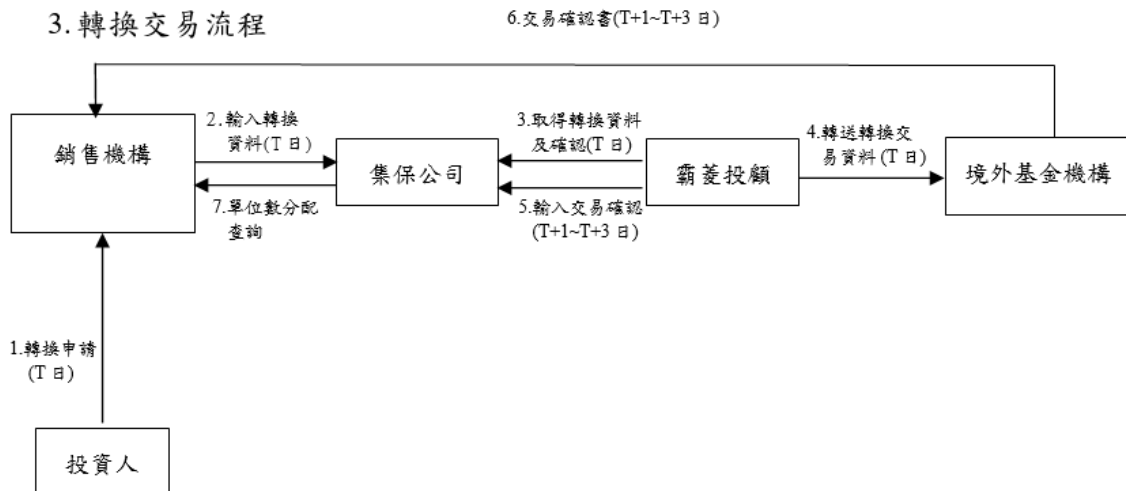 3.轉換交易流程
6.交易確認書(T+1~T+3 日)
銷售機構
2.輸入轉換
資料(T 日)
集保公司
3.取得轉換資料
及確認(T 日)
霸菱投顧
4.轉送轉換交
易資料(T 日)
境外基金機構
7.單位數分配
查詢
5.輸入交易確認
(T+1~T+3 日)
1.轉換申請
(T 日)
投資人